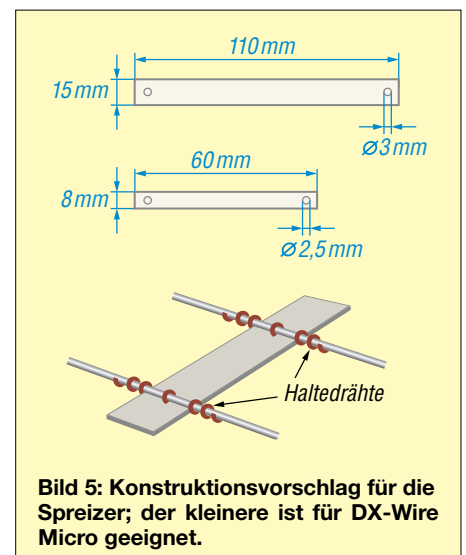 110 mm
15 mm
ø3 mm
60 mm
8 mm
ø2,5 mm
Haltedrähte
Bild 5: Konstruktionsvorschlag für die
Spreizer; der kleinere ist für DX-Wire
Micro geeignet.